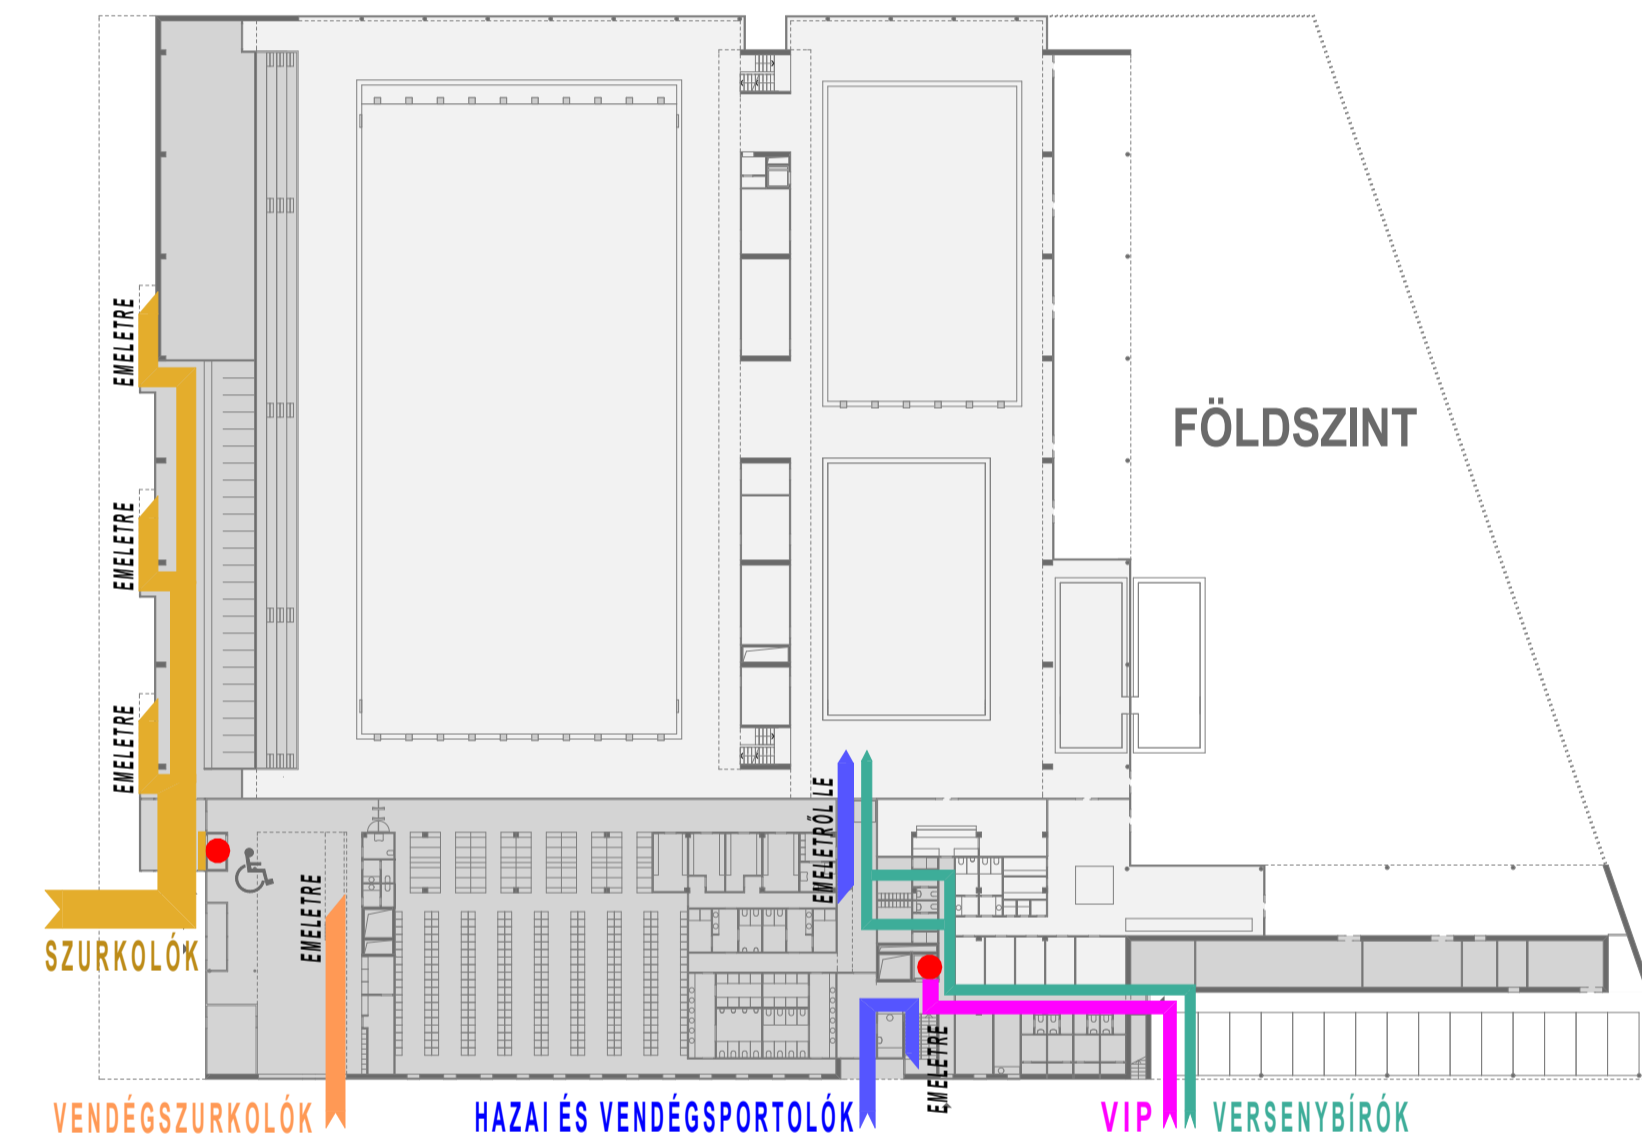 EMELETRE
FÖLDSZINT
EMELETRE
EMELETRE
EMELETRŐL LE
EMELETRE
SZURKOLÓK
EMELETRE
VENDÉGSZURKOLÓK
HAZAI ÉS VENDÉGSPORTOLÓK
VIP
VERSENYBÍRÓK